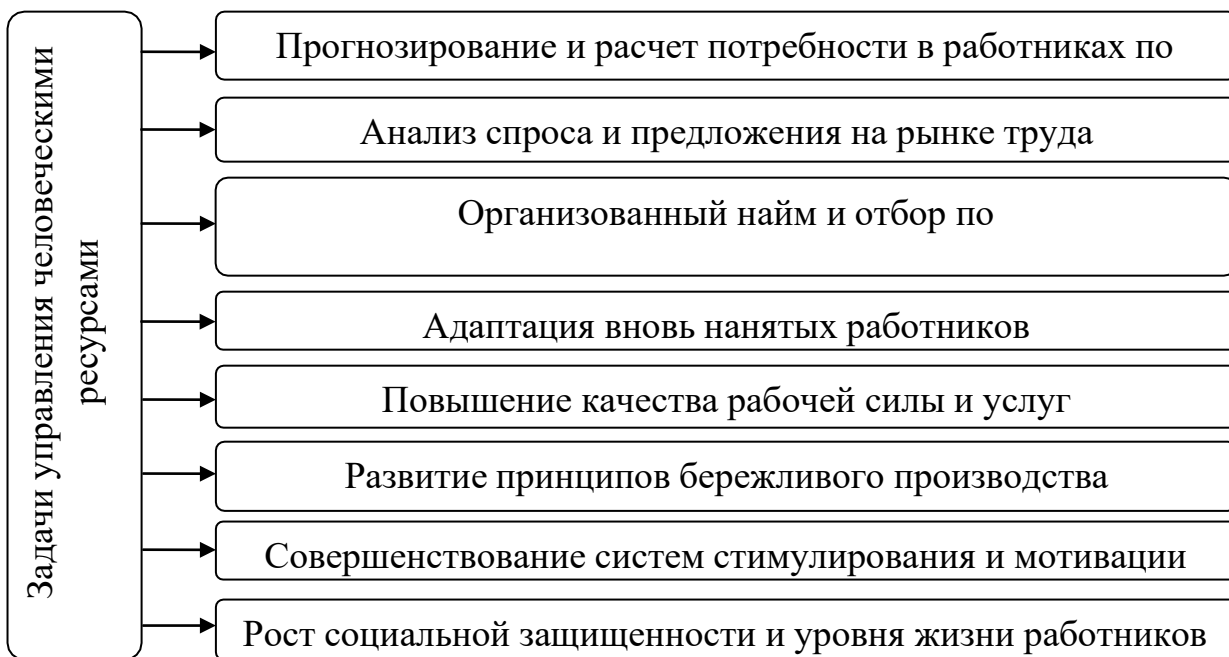 Задачи управления человеческими
ресурсами
Прогнозирование и расчет потребности в работниках по
Анализ спроса и предложения на рынке труда
Организованный найм и отбор по
Адаптация вновь нанятых работников
Повышение качества рабочей силы и услуг
Развитие принципов бережливого производства
Совершенствование систем стимулирования и мотивации
Рост социальной защищенности и уровня жизни работников